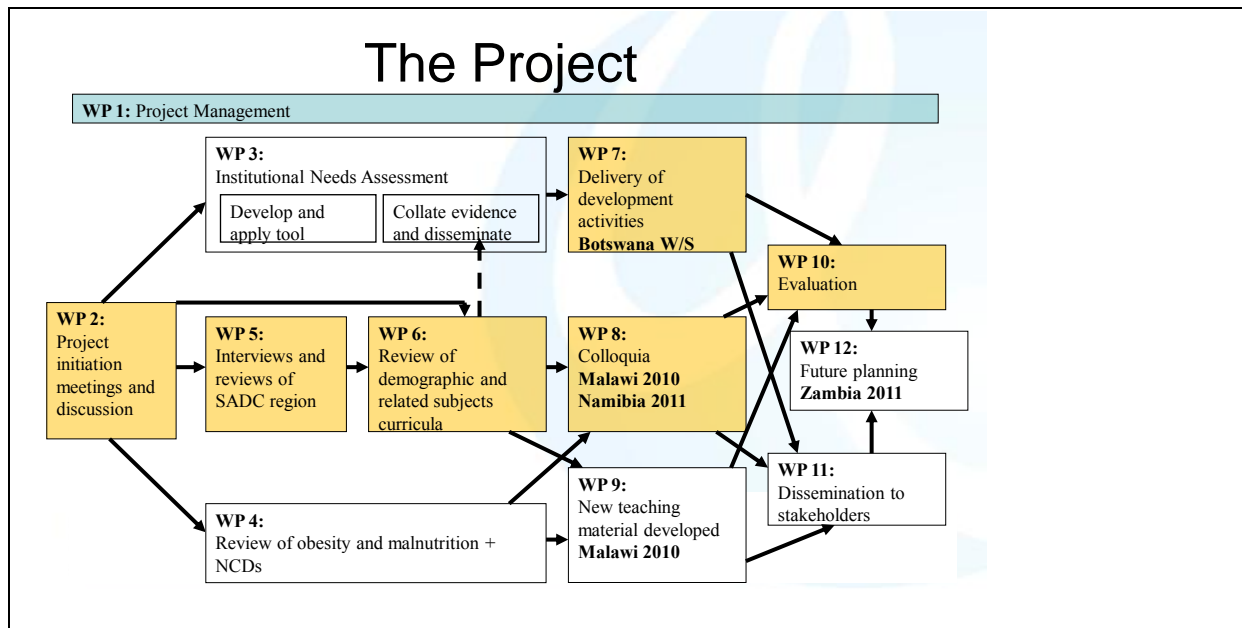 The Project
WP 1: Project Management
WP 3:
Institutional Needs Assessment
Develop and
apply tool
Collate evidence
and disseminate
WP 7:
Delivery of
development
activities
Botswana W/S
WP 10:
Evaluation
WP 2:
Project
initiation
meetings and
discussion
WP 5:
Interviews and
reviews of
SADC region
WP 6:
Review of
demographic and
related subjects
curricula
WP 8:
Colloquia
Malawi 2010
Namibia 2011
WP 12:
Future planning
Zambia 2011
WP 4:
Review of obesity and malnutrition +
NCDs
WP 9:
New teaching
material developed
Malawi 2010
WP 11:
Dissemination to
stakeholders